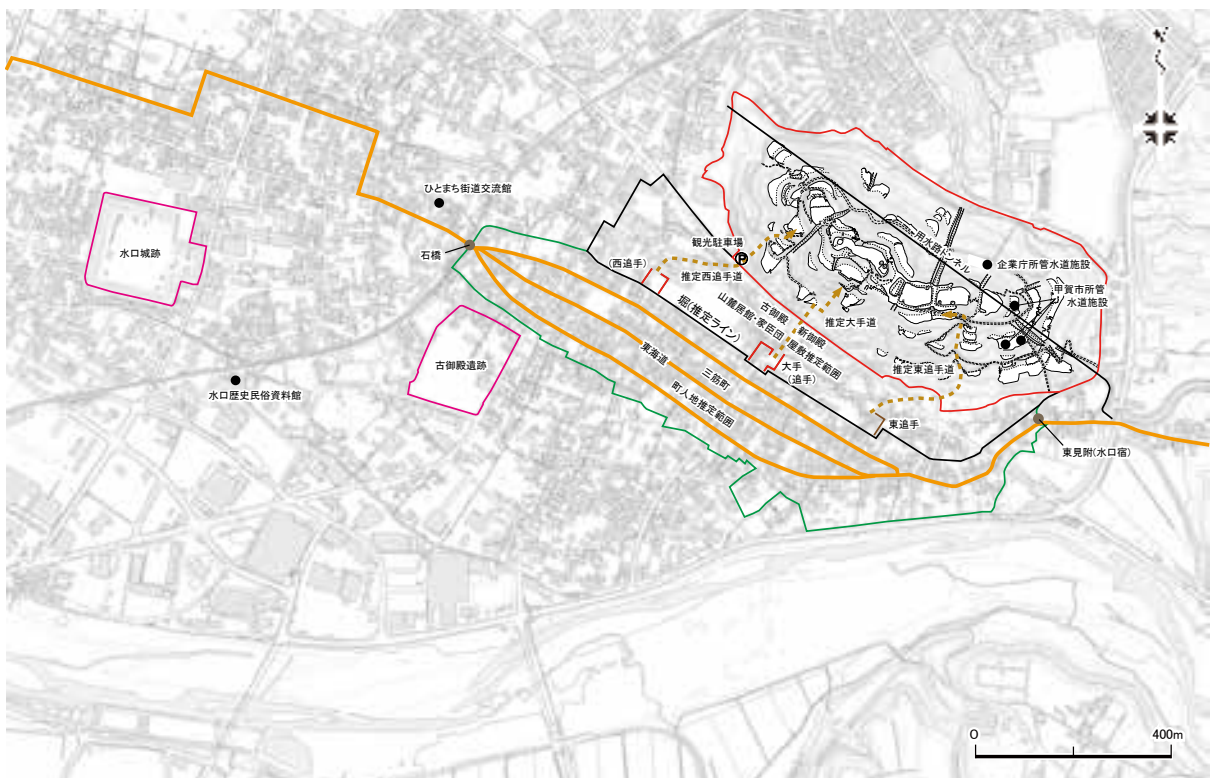 ひとまち街道交流館
水口城跡
石橋
観光駐車場
P
(西追手)
推定西追手道
用水路トンネル
企業庁所管水道施設
甲賀市所管
水道施設
堀(推定ライン)
山麓居館・家臣団
古御殿
新御殿
屋敷推定範囲
推定大手道
大手
(追手)
推定東追手道
東追手
東海道
三筋町
町人地推定範囲
古御殿遺跡
水口歴史民俗資料館
東見附(水口宿)
0
400m